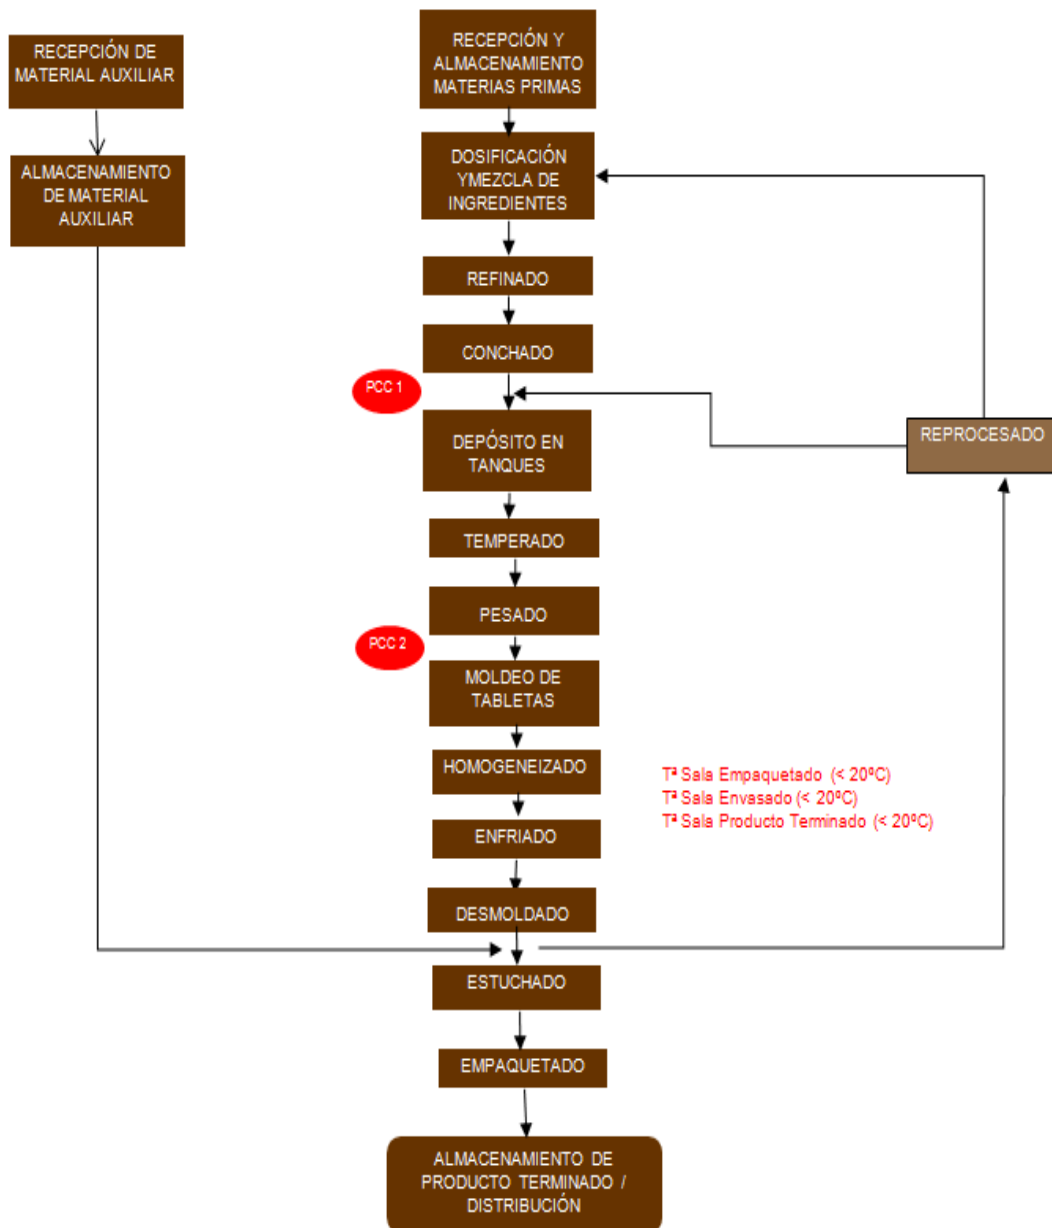 RECEPCIÓN DE
MATERIAL AUXILIAR
ALMACENAMIENTO
DE MATERIAL
AUXILIAR
RECEPCIÓN Y
ALMACENAMIENTO
MATERIAS PRIMAS
DOSIFICACIÓN
YMEZCLA DE
INGREDIENTES
REFINADO
CONCHADO
PCC 1
DEPÓSITO EN
TANQUES
REPROCESADO
TEMPERADO
PESADO
PCC 2
MOLDEO DE
TABLETAS
HOMOGENEIZADO
Tª Sala Empaquetado (< 20ºC)
Tª Sala Envasado (< 20ºC)
Tª Sala Producto Terminado (< 20ºC)
ENFRIADO
DESMOLDADO
ESTUCHADO
EMPAQUETADO
ALMACENAMIENTO DE
PRODUCTO TERMINADO /
DISTRIBUCIÓN